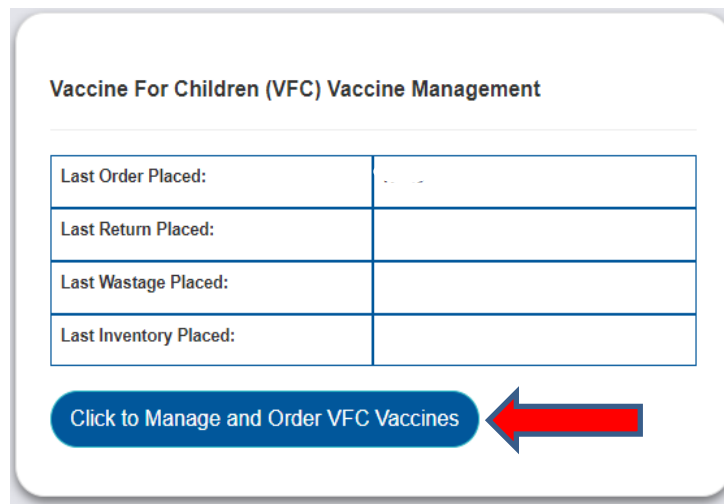 Vaccine For Children (VFC) Vaccine Management
Last Order Placed:
Last Return Placed:
Last Wastage Placed:
Last Inventory Placed:
Click to Manage and Order VFC Vaccines